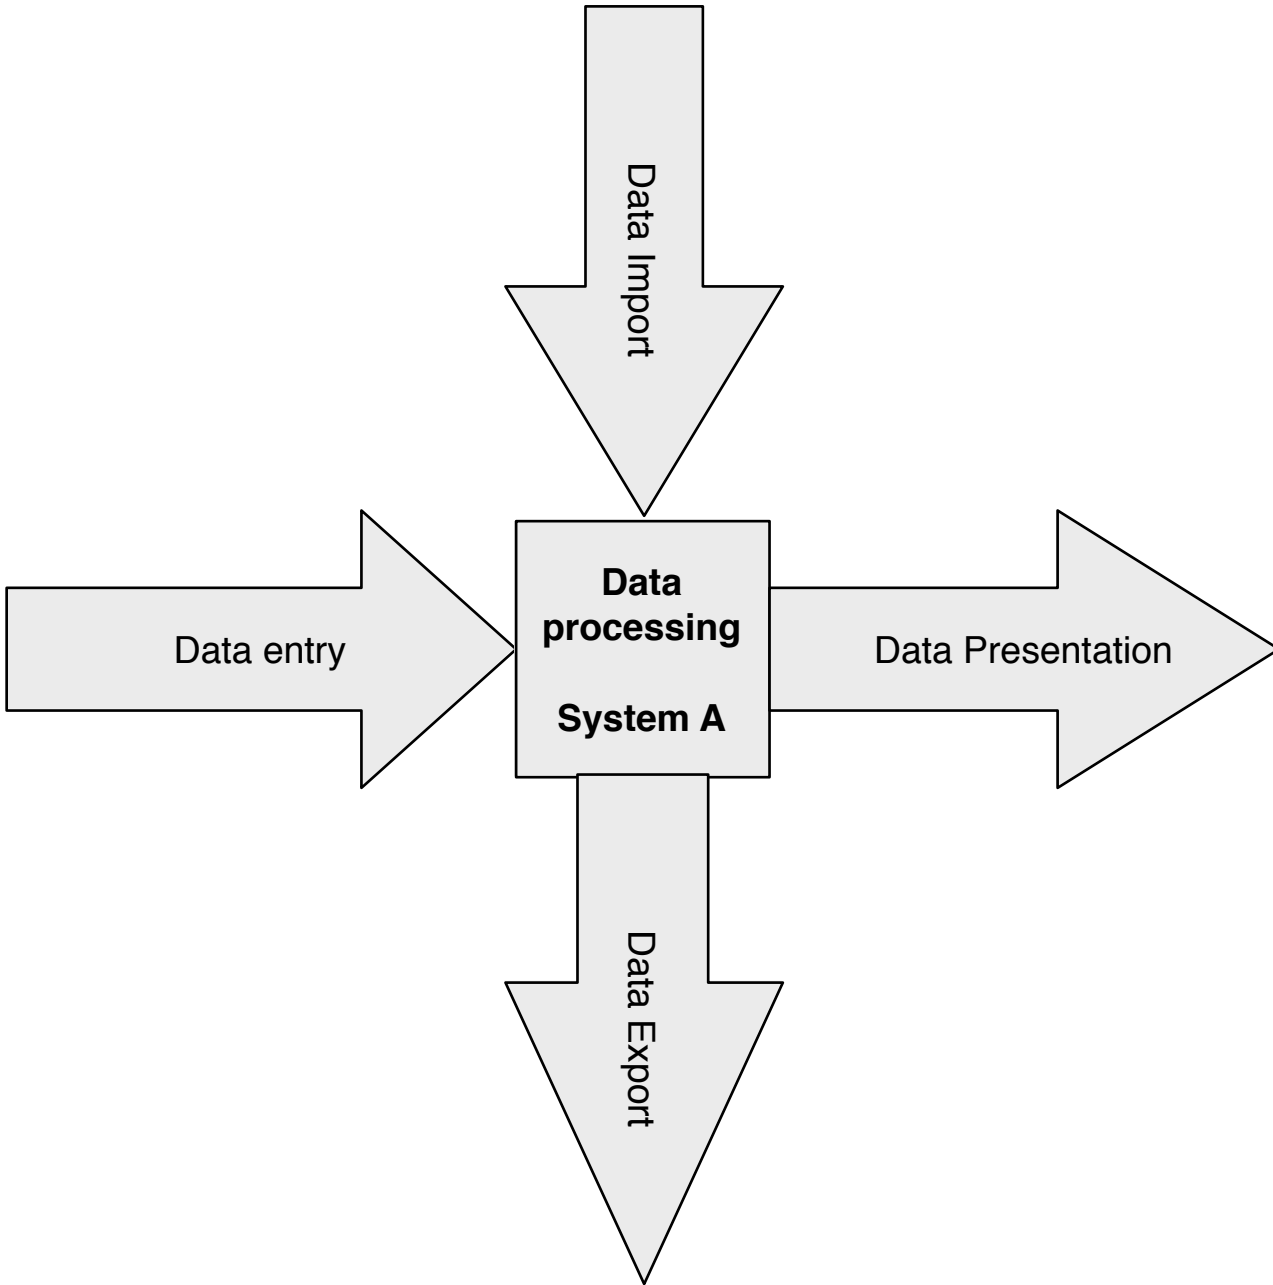 Data Import
Data entry
Data
processing
System A
Data Presentation
Data Export